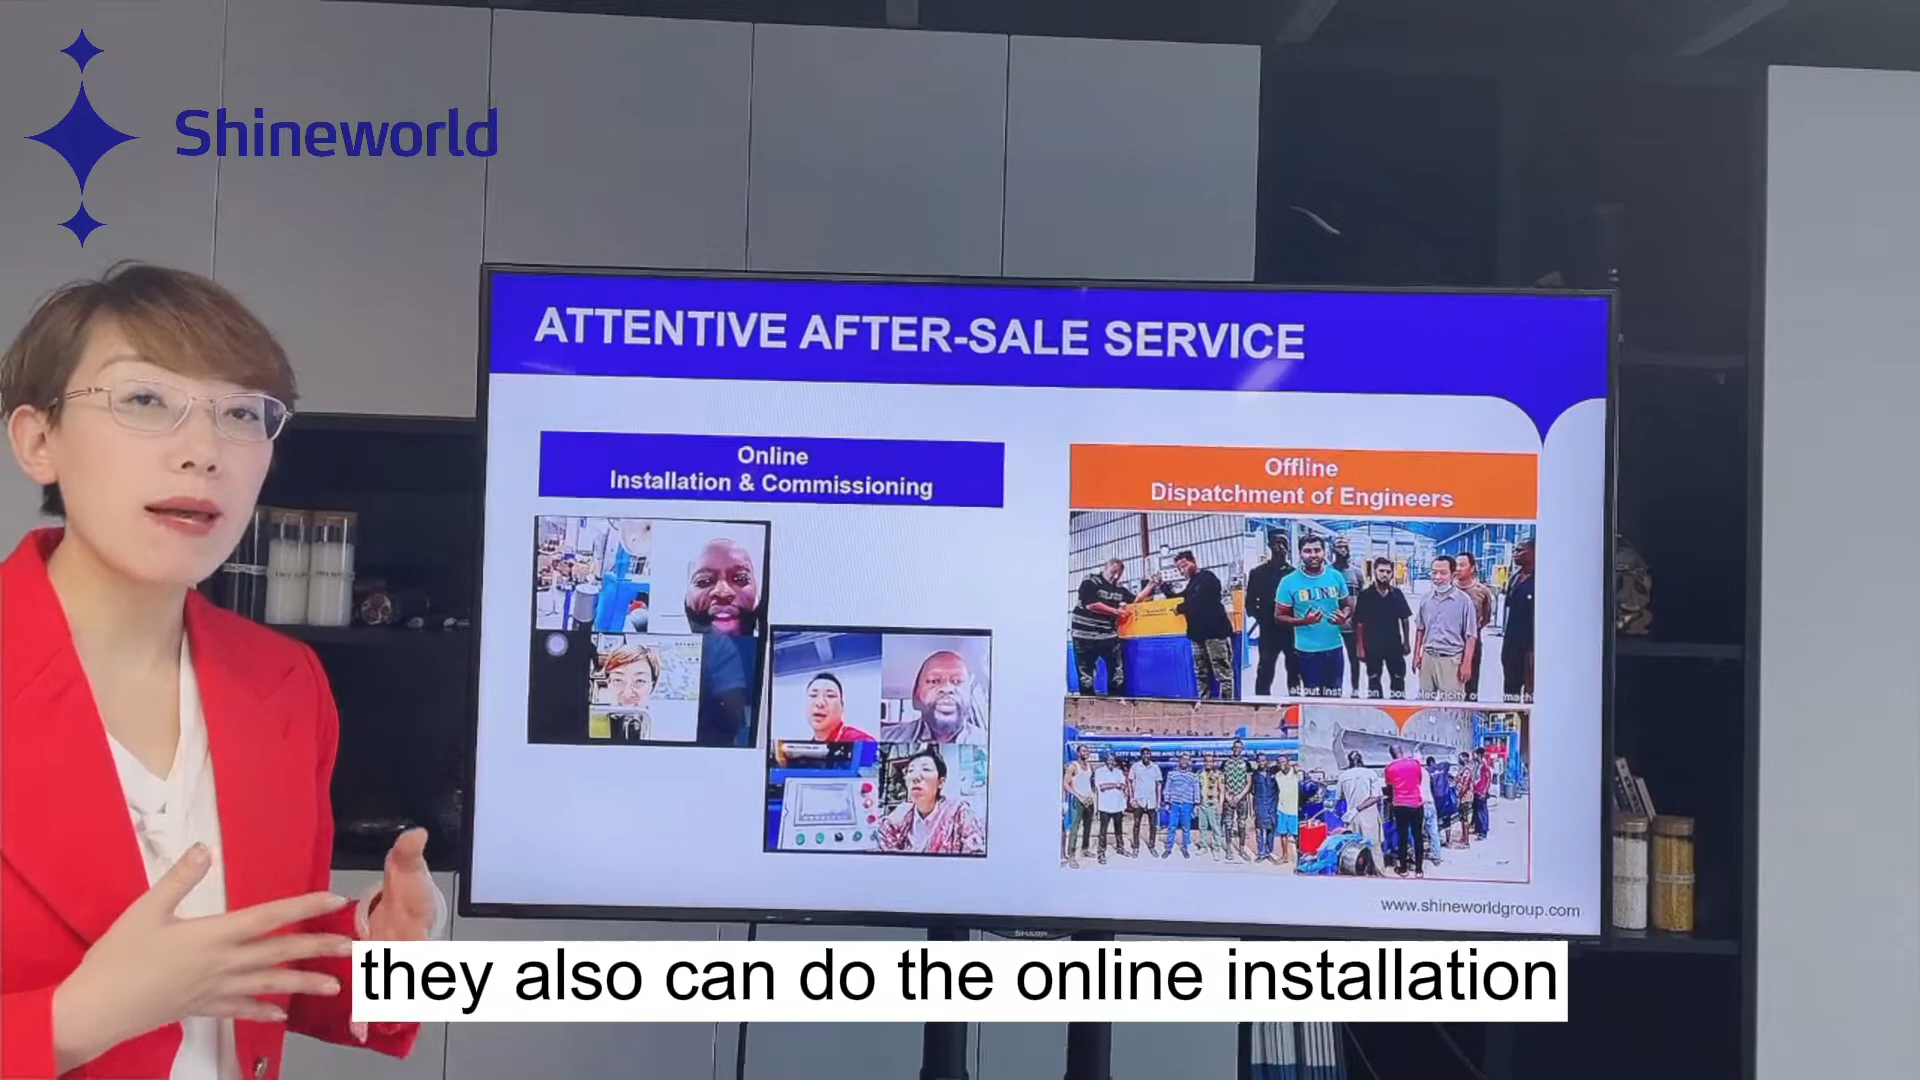 Shineworld
ATTENTIVE AFTER-SALE SERVICE
Online
Installation & Commissioning
Offline
Dispatchment of Engineers
www.shineworldgroup.com
SHARP
they also can do the online installation